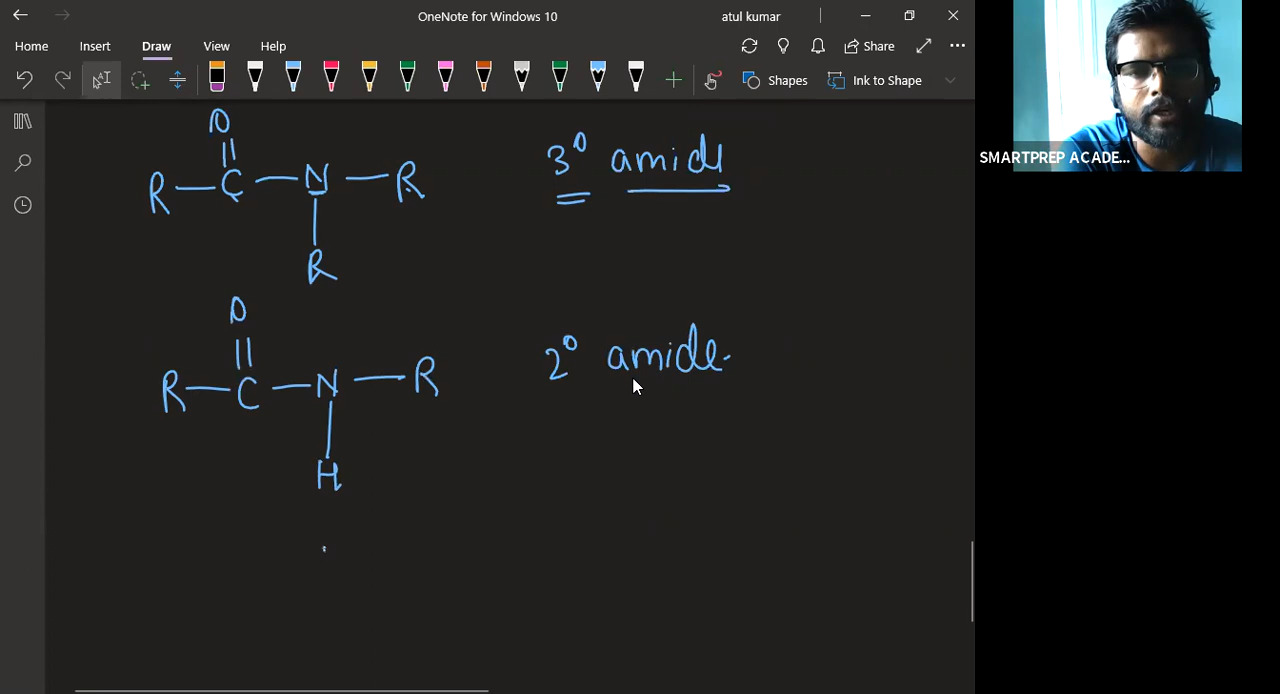 OneNote for Windows 10
atul kumar
Home Insert Draw View Help
Share
Shapes
Ink to Shape
SMARTPREP ACADE...
O
||
R—C—N—R
|
R
3° amide
O
||
R—C—N—R
|
H
2° amide.